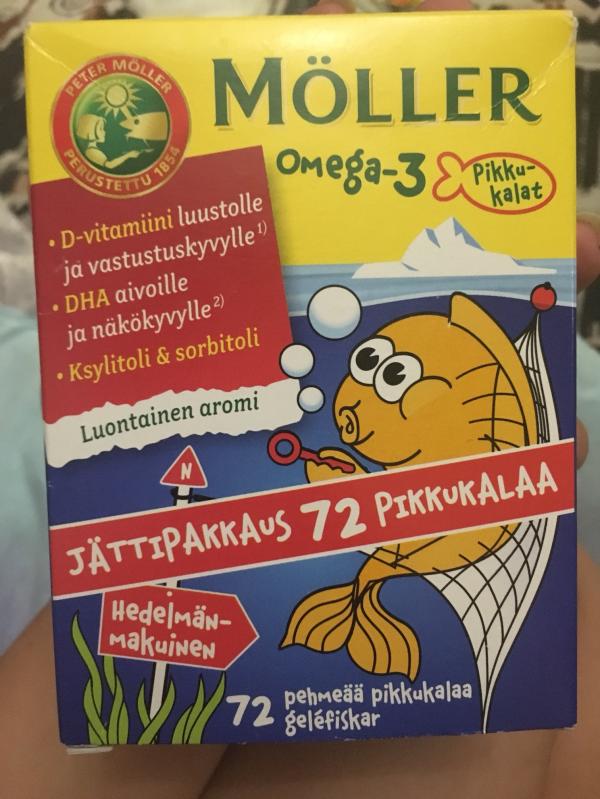 PETER MÖLLER
PERUSTETTU 1854
MÖLLER
Omega-3
Pikku-
kalat
• D-vitamiini luustolle
ja vastustuskyvylle 1)
• DHA aivoille
ja näkökyvylle 2)
• Ksylitoli & sorbitoli
Luontainen aromi
N
JÄTTIPAKKAUS 72 PIKKUKALAA
Hedelmän-
makuinen
72 pehmeää pikkukalaa
geléfiskar